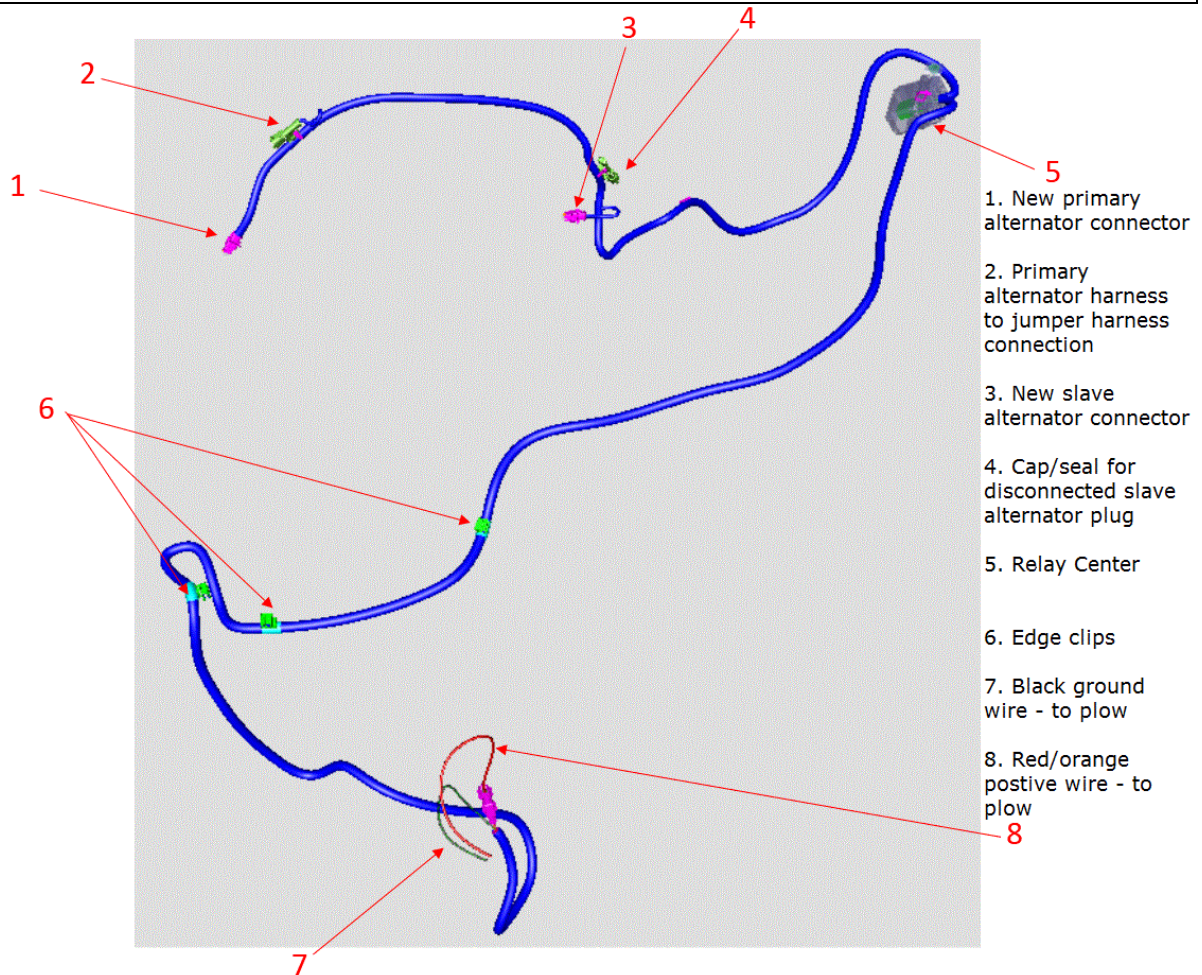 3
4
2
1
5
1. New primary
alternator connector
2. Primary
alternator harness
to jumper harness
connection
3. New slave
alternator connector
6
4. Cap/seal for
disconnected slave
alternator plug
5. Relay Center
6. Edge clips
7. Black ground
wire - to plow
8. Red/orange
postive wire - to
plow
8
7